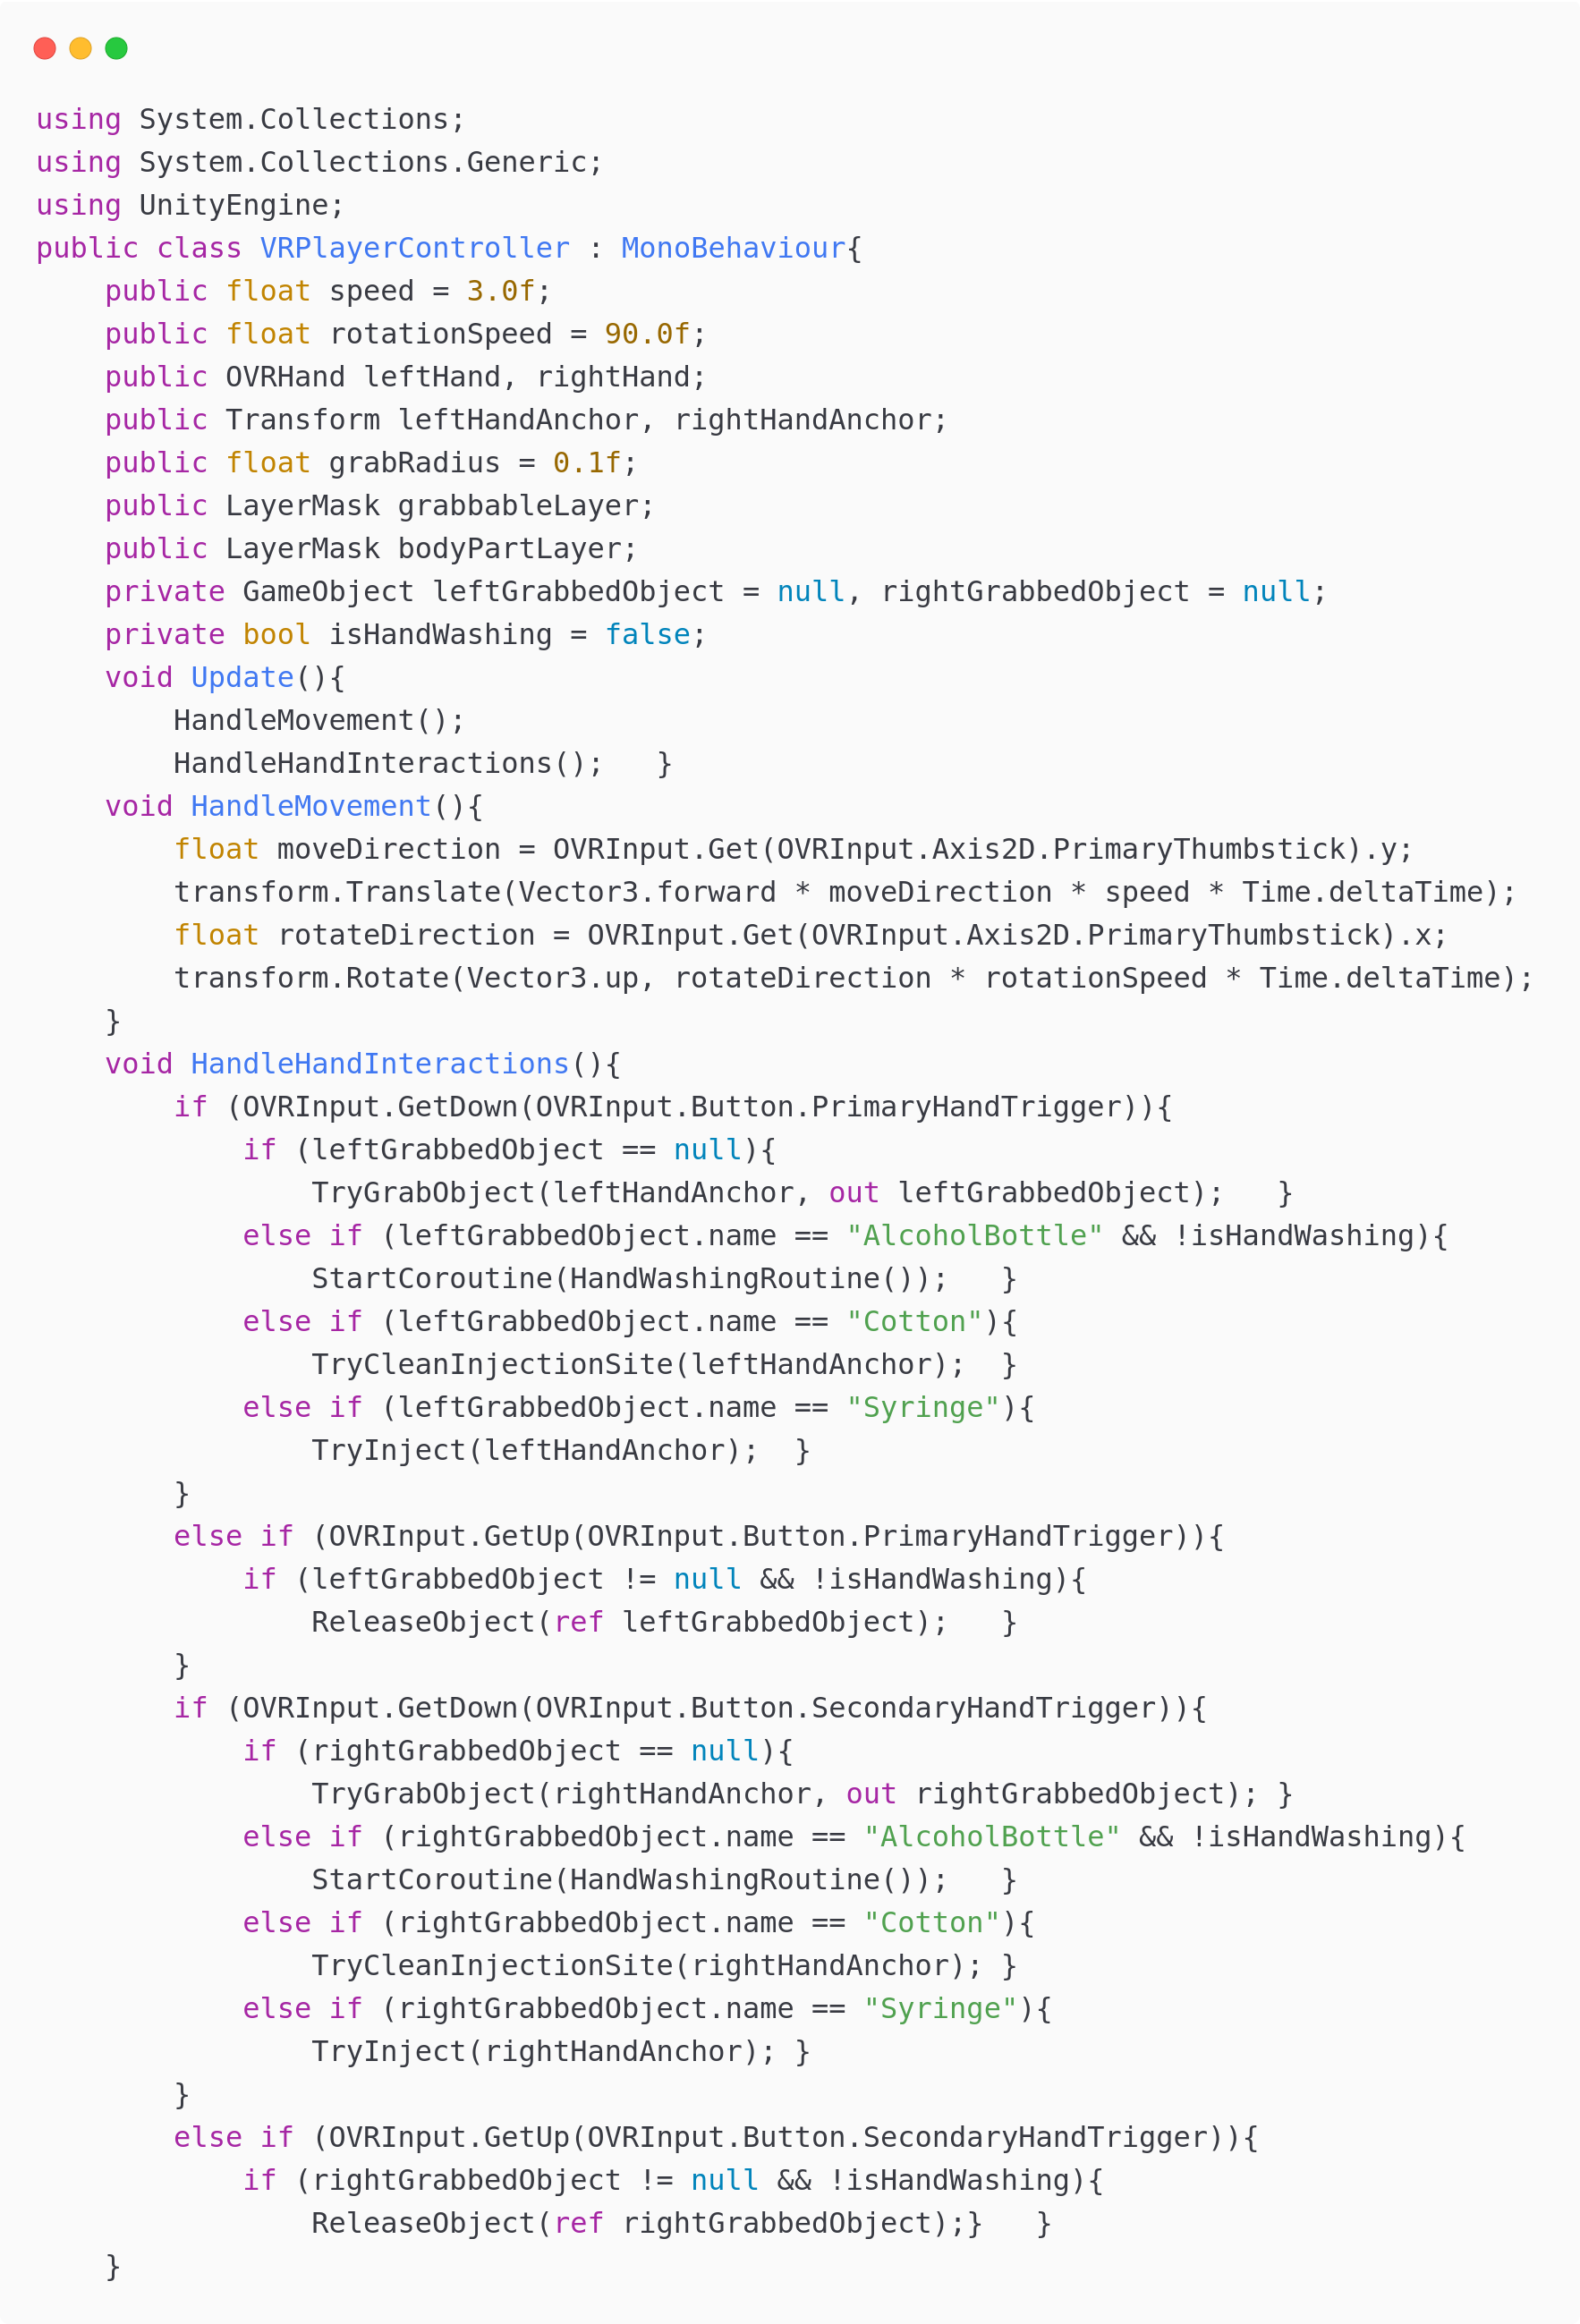 using System.Collections;
using System.Collections.Generic;
using UnityEngine;
public class VRPlayerController : MonoBehaviour{
    public float speed = 3.0f;
    public float rotationSpeed = 90.0f;
    public OVRHand leftHand, rightHand;
    public Transform leftHandAnchor, rightHandAnchor;
    public float grabRadius = 0.1f;
    public LayerMask grabbableLayer;
    public LayerMask bodyPartLayer;
    private GameObject leftGrabbedObject = null, rightGrabbedObject = null;
    private bool isHandWashing = false;
    void Update(){
        HandleMovement();
        HandleHandInteractions();   }
    void HandleMovement(){
        float moveDirection = OVRInput.Get(OVRInput.Axis2D.PrimaryThumbstick).y;
        transform.Translate(Vector3.forward * moveDirection * speed * Time.deltaTime);
        float rotateDirection = OVRInput.Get(OVRInput.Axis2D.PrimaryThumbstick).x;
        transform.Rotate(Vector3.up, rotateDirection * rotationSpeed * Time.deltaTime);
    }
    void HandleHandInteractions(){
        if (OVRInput.GetDown(OVRInput.Button.PrimaryHandTrigger)){
            if (leftGrabbedObject == null){
                TryGrabObject(leftHandAnchor, out leftGrabbedObject);   }
            else if (leftGrabbedObject.name == "AlcoholBottle" && !isHandWashing){
                StartCoroutine(HandWashingRoutine());   }
            else if (leftGrabbedObject.name == "Cotton"){
                TryCleanInjectionSite(leftHandAnchor);  }
            else if (leftGrabbedObject.name == "Syringe"){
                TryInject(leftHandAnchor);  }
        }
        else if (OVRInput.GetUp(OVRInput.Button.PrimaryHandTrigger)){
            if (leftGrabbedObject != null && !isHandWashing){
                ReleaseObject(ref leftGrabbedObject);   }
        }
        if (OVRInput.GetDown(OVRInput.Button.SecondaryHandTrigger)){
            if (rightGrabbedObject == null){
                TryGrabObject(rightHandAnchor, out rightGrabbedObject); }
            else if (rightGrabbedObject.name == "AlcoholBottle" && !isHandWashing){
                StartCoroutine(HandWashingRoutine());   }
            else if (rightGrabbedObject.name == "Cotton"){
                TryCleanInjectionSite(rightHandAnchor); }
            else if (rightGrabbedObject.name == "Syringe"){
                TryInject(rightHandAnchor); }
        }
        else if (OVRInput.GetUp(OVRInput.Button.SecondaryHandTrigger)){
            if (rightGrabbedObject != null && !isHandWashing){
                ReleaseObject(ref rightGrabbedObject);}   }
    }